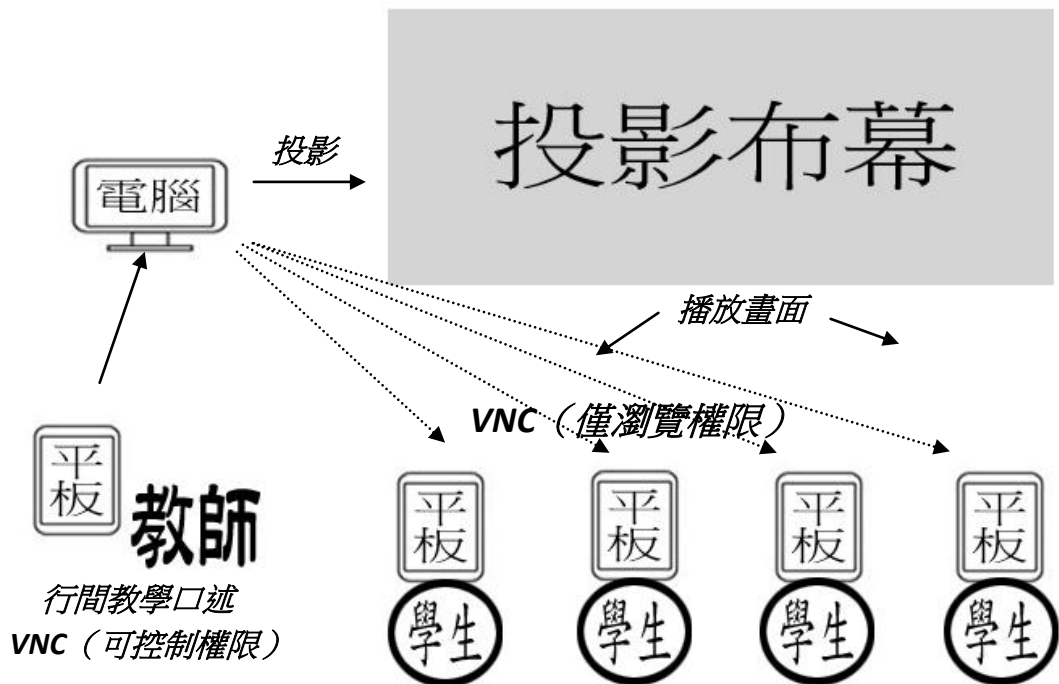 投影布幕
投影
電腦
播放畫面
VNC（僅瀏覽權限）
平板
教師
行間教學口述
VNC（可控制權限）
平板
平板
平板
平板
學生
學生
學生
學生